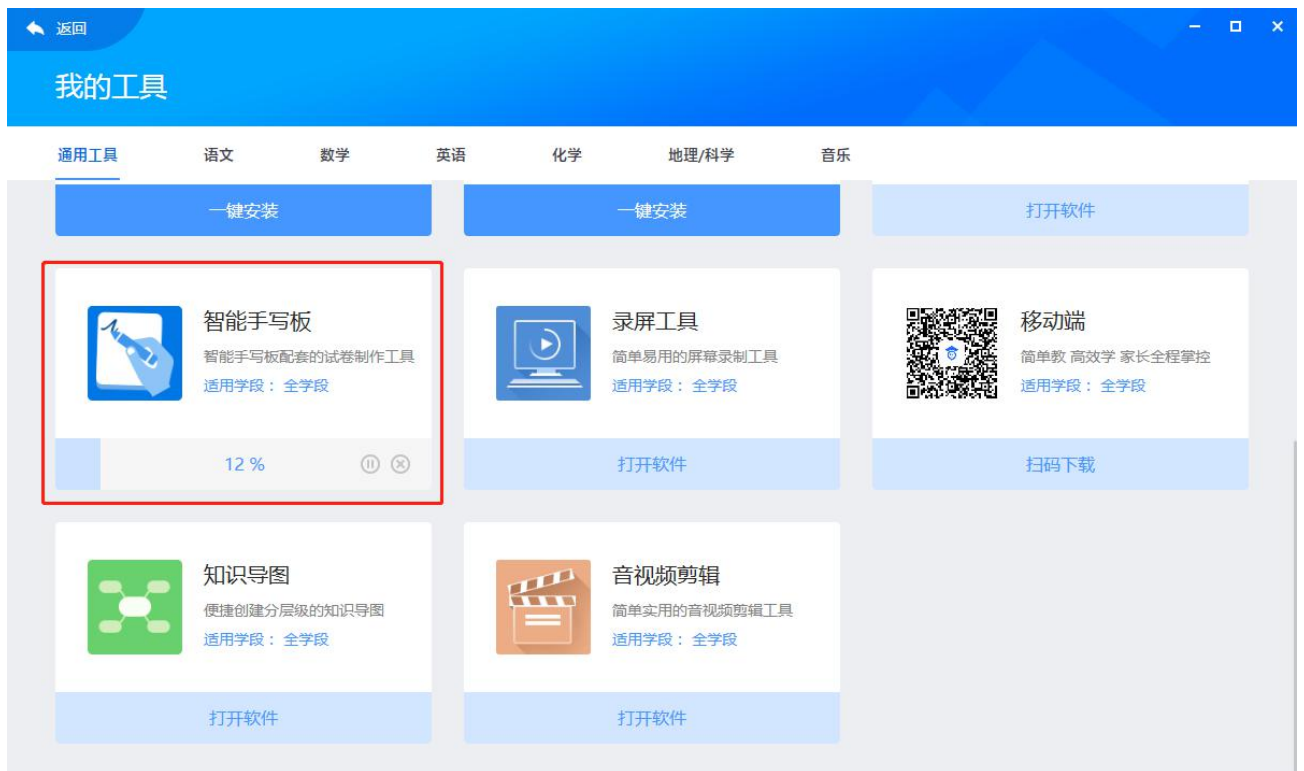 返回
我的工具
通用工具 语文 数学 英语 化学 地理/科学 音乐
一键安装 一键安装 打开软件
智能手写板
智能手写板配套的试卷制作工具
适用学段： 全学段
12 %
录屏工具
简单易用的屏幕录制工具
适用学段： 全学段
打开软件
移动端
简单教 高效学 家长全程掌控
适用学段： 全学段
扫码下载
知识导图
便捷创建分层级的知识导图
适用学段： 全学段
打开软件
音视频剪辑
简单实用的音视频剪辑工具
适用学段： 全学段
打开软件